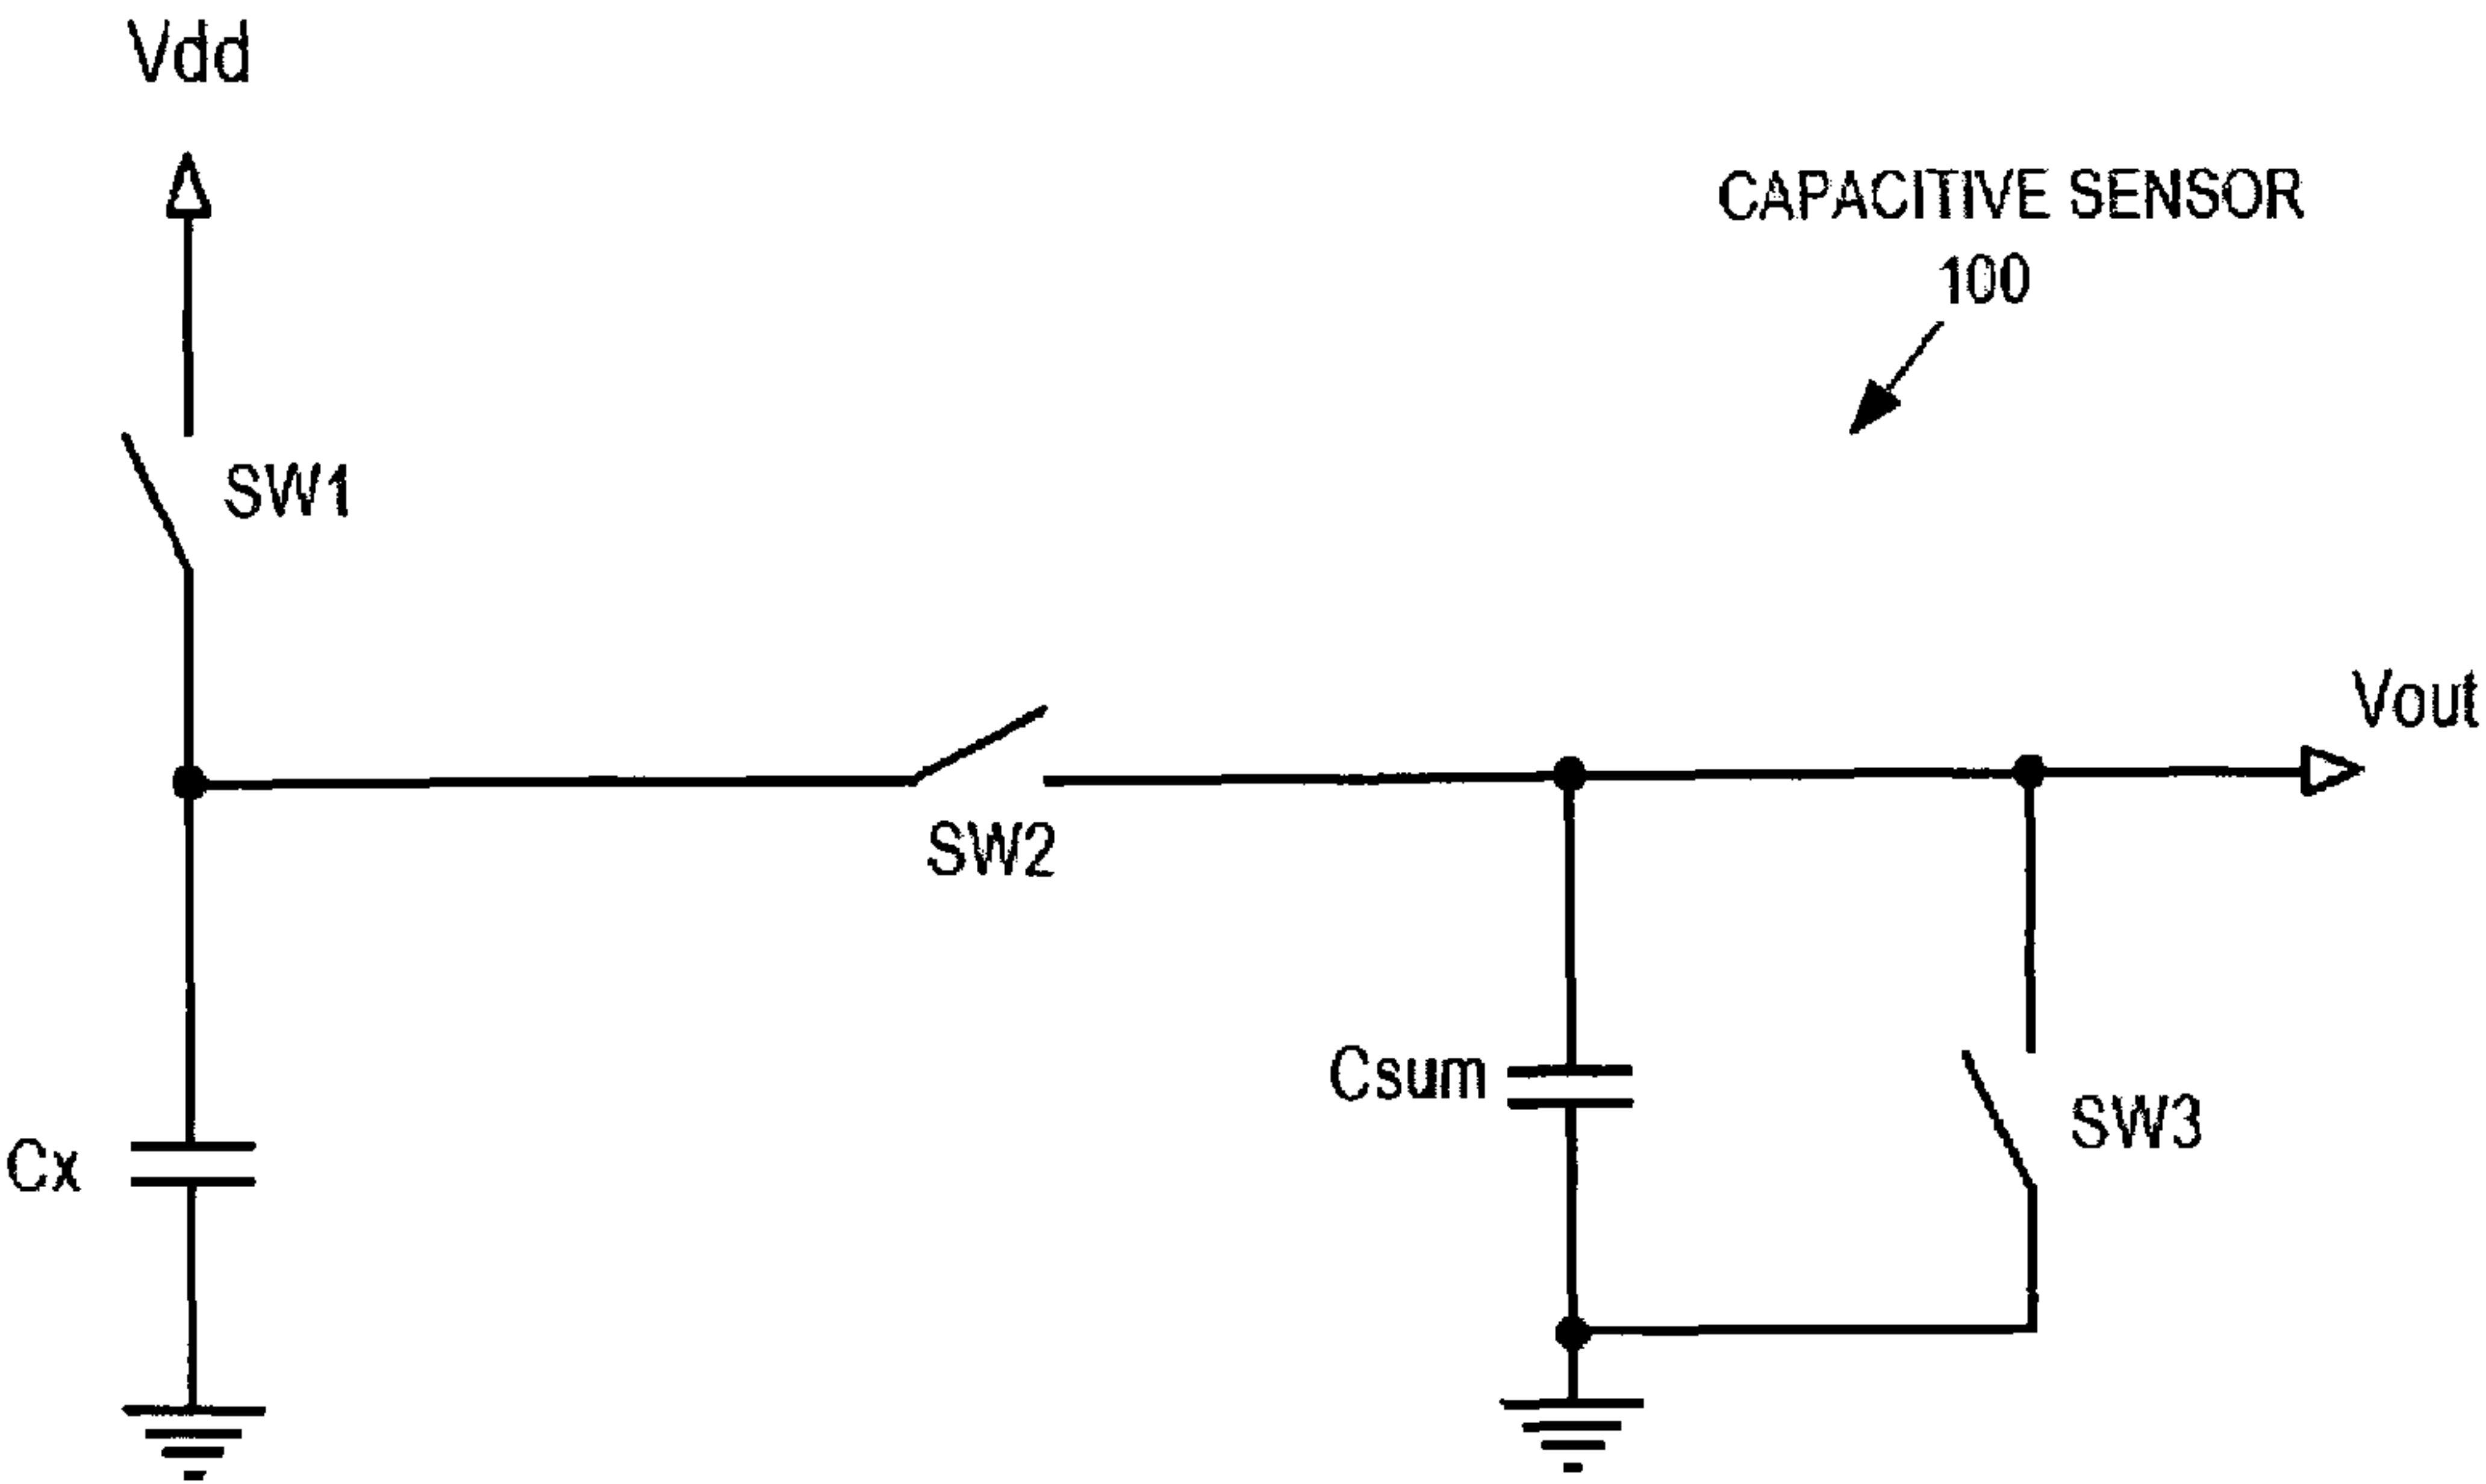 Vdd
CAPACITIVE SENSOR
100
SW1
Vout
SW2
Csum
SW3
Cx